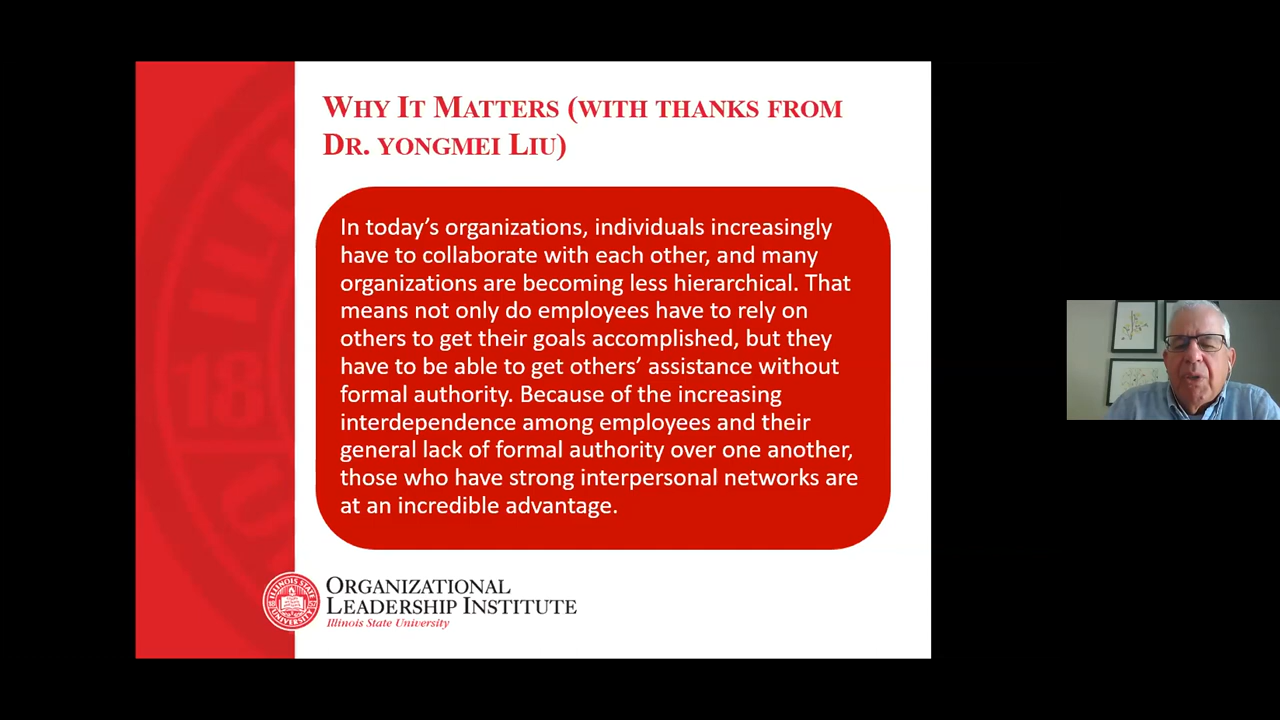 WHY IT MATTERS (WITH THANKS FROM
DR. YONGMEI LIU)
In today's organizations, individuals increasingly
have to collaborate with each other, and many
organizations are becoming less hierarchical. That
means not only do employees have to rely on
others to get their goals accomplished, but they
have to be able to get others' assistance without
formal authority. Because of the increasing
interdependence among employees and their
general lack of formal authority over one another,
those who have strong interpersonal networks are
at an incredible advantage.
ILLINOIS STATE
UNIVERSITY
ORGANIZATIONAL
LEADERSHIP INSTITUTE
Illinois State University